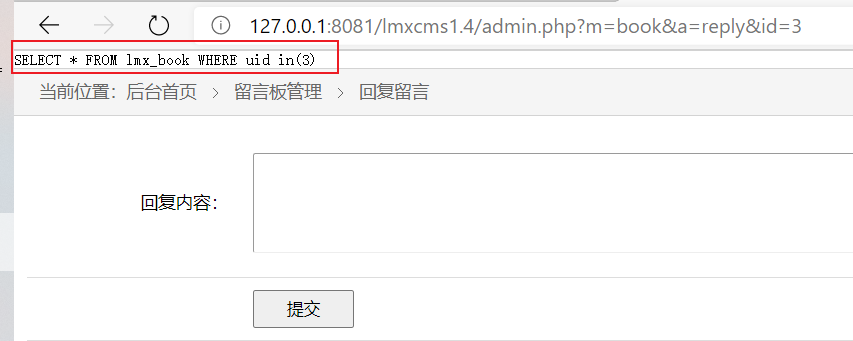 127.0.0.1:8081/lmxcms1.4/admin.php?m=book&a=reply&id=3
SELECT * FROM lmx_book WHERE uid in(3)
当前位置：后台首页 > 留言板管理 > 回复留言
回复内容：
提交